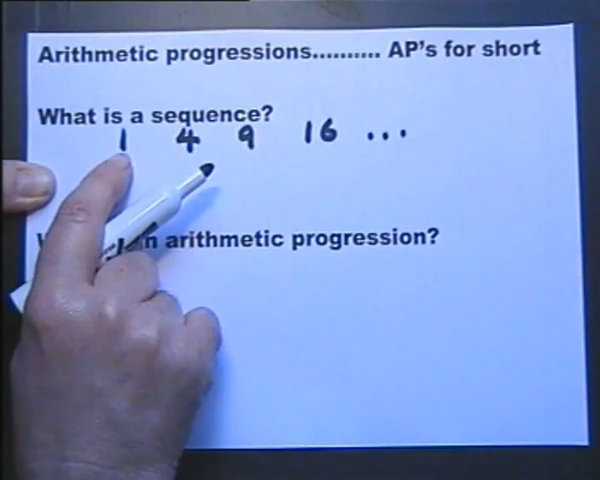 Arithmetic progressions.......... AP's for short
What is a sequence?
1 4 9 16 ...
arithmetic progression?